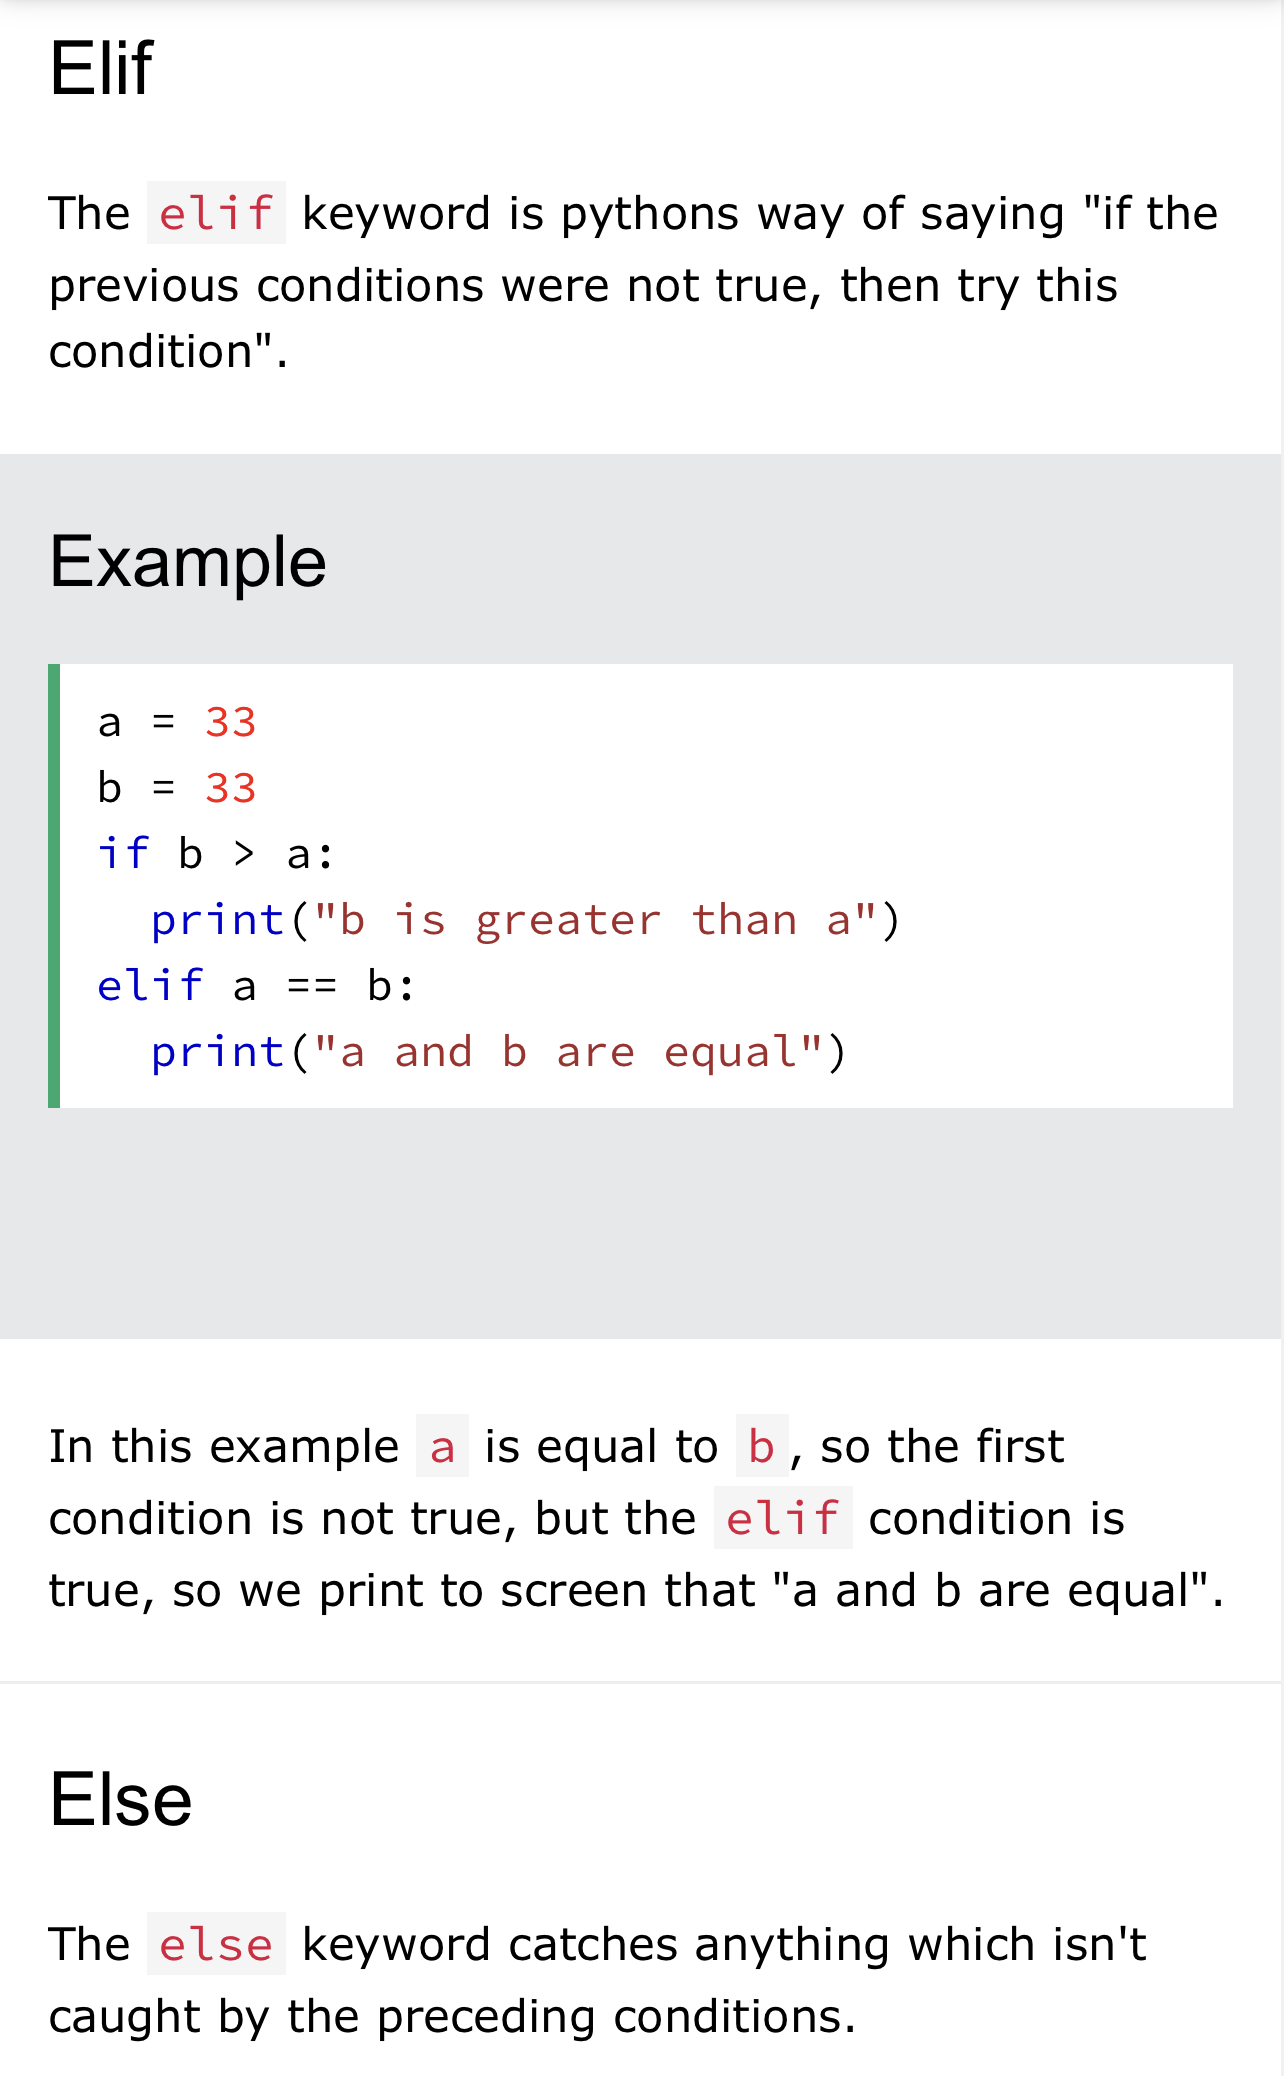 Elif
The elif keyword is pythons way of saying "if the
previous conditions were not true, then try this
condition".
Example
a = 33
b = 33
if b > a:
  print("b is greater than a")
elif a == b:
  print("a and b are equal")
In this example a is equal to b, so the first
condition is not true, but the elif condition is
true, so we print to screen that "a and b are equal".
Else
The else keyword catches anything which isn't
caught by the preceding conditions.